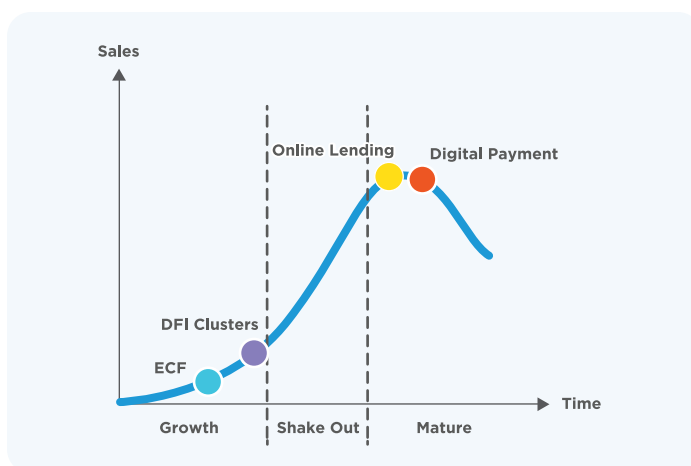 Sales
Online Lending
Digital Payment
DFI Clusters
ECF
Time
Growth
Shake Out
Mature